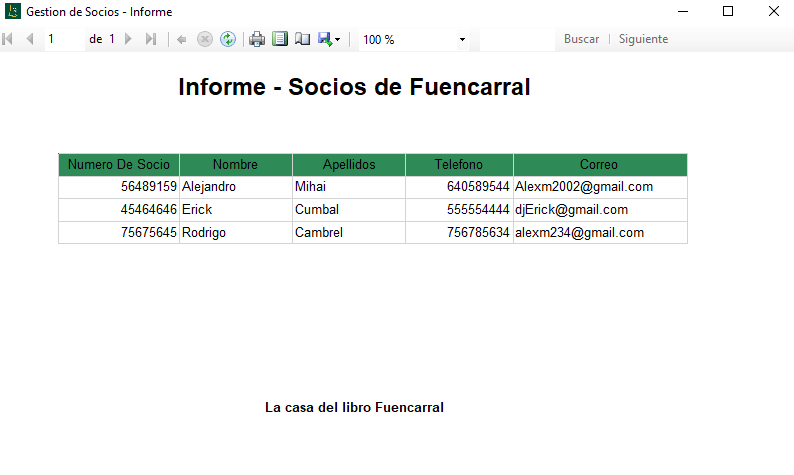 Gestion de Socios - Informe
1 de 1 100 % Buscar Siguiente
Informe - Socios de Fuencarral
Numero De Socio Nombre Apellidos Telefono Correo
56489159 Alejandro Mihai 640589544 Alexm2002@gmail.com
45464646 Erick Cumbal 555554444 djErick@gmail.com
75675645 Rodrigo Cambrel 756785634 alexm234@gmail.com
La casa del libro Fuencarral